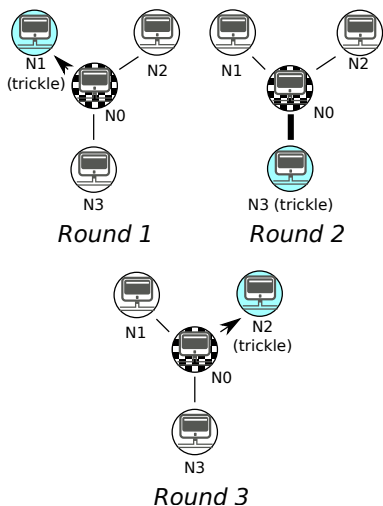 N1
(trickle)
N2
N0
N3
Round 1
N1
N2
N0
N3 (trickle)
Round 2
N1
N2
(trickle)
N0
N3
Round 3